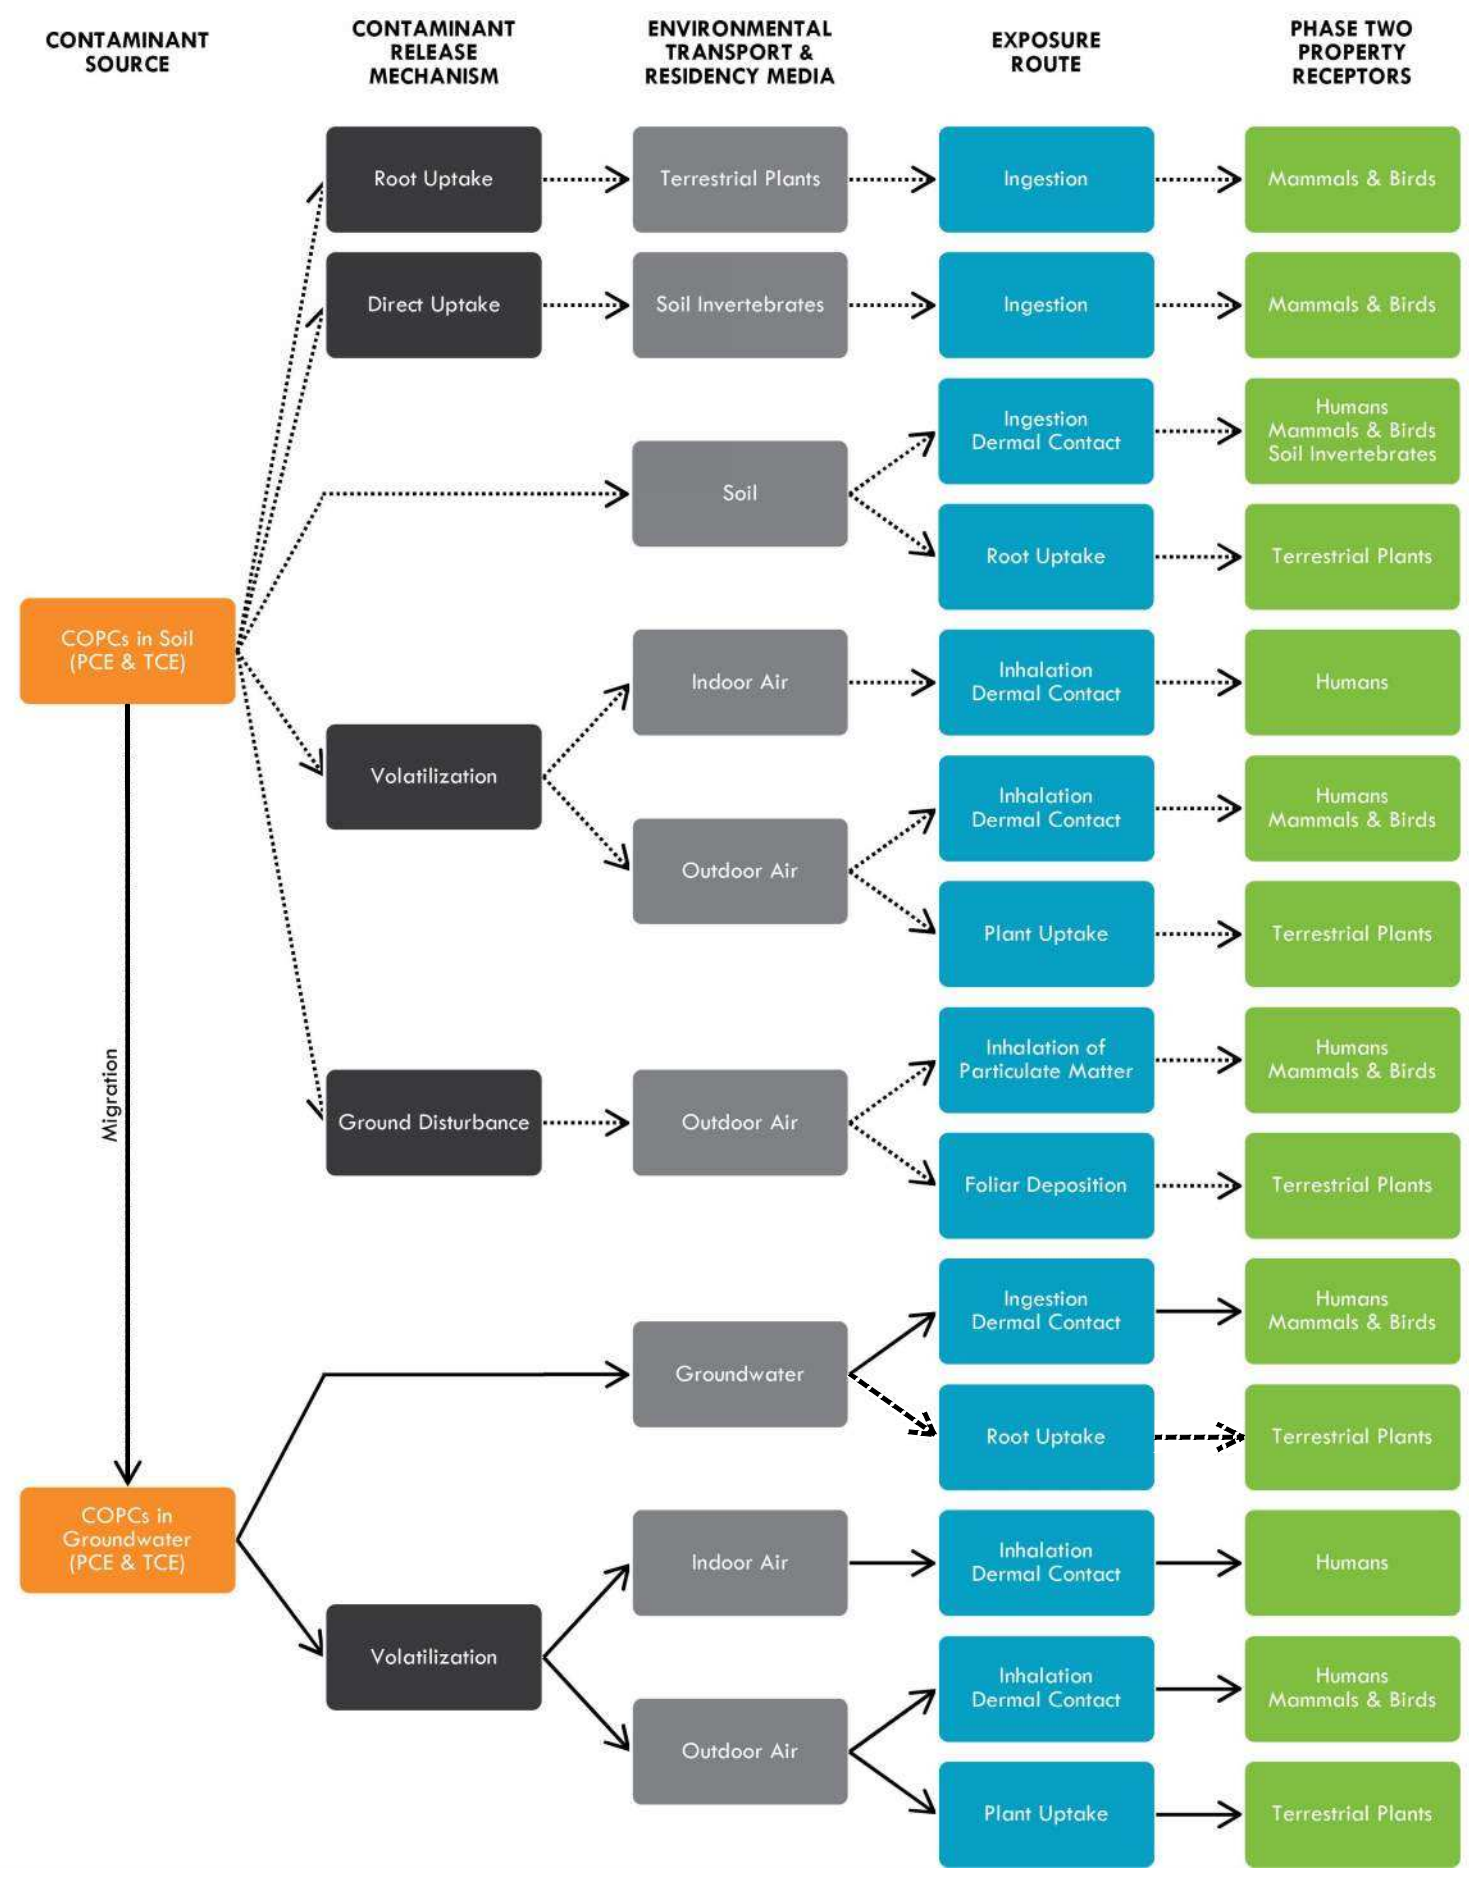 CONTAMINANT
SOURCE
CONTAMINANT
RELEASE
MECHANISM
ENVIRONMENTAL
TRANSPORT &
RESIDENCY MEDIA
EXPOSURE
ROUTE
PHASE TWO
PROPERTY
RECEPTORS
Root Uptake
Terrestrial Plants
Ingestion
Mammals & Birds
Direct Uptake
Soil Invertebrates
Ingestion
Mammals & Birds
Soil
Ingestion
Dermal Contact
Humans
Mammals & Birds
Soil Invertebrates
Root Uptake
Terrestrial Plants
COPCs in Soil
(PCE & TCE)
Volatilization
Indoor Air
Inhalation
Dermal Contact
Humans
Outdoor Air
Inhalation
Dermal Contact
Humans
Mammals & Birds
Plant Uptake
Terrestrial Plants
Migration
Ground Disturbance
Outdoor Air
Inhalation of
Particulate Matter
Humans
Mammals & Birds
Foliar Deposition
Terrestrial Plants
Groundwater
Ingestion
Dermal Contact
Humans
Mammals & Birds
Root Uptake
Terrestrial Plants
COPCs in
Groundwater
(PCE & TCE)
Volatilization
Indoor Air
Inhalation
Dermal Contact
Humans
Outdoor Air
Inhalation
Dermal Contact
Humans
Mammals & Birds
Plant Uptake
Terrestrial Plants